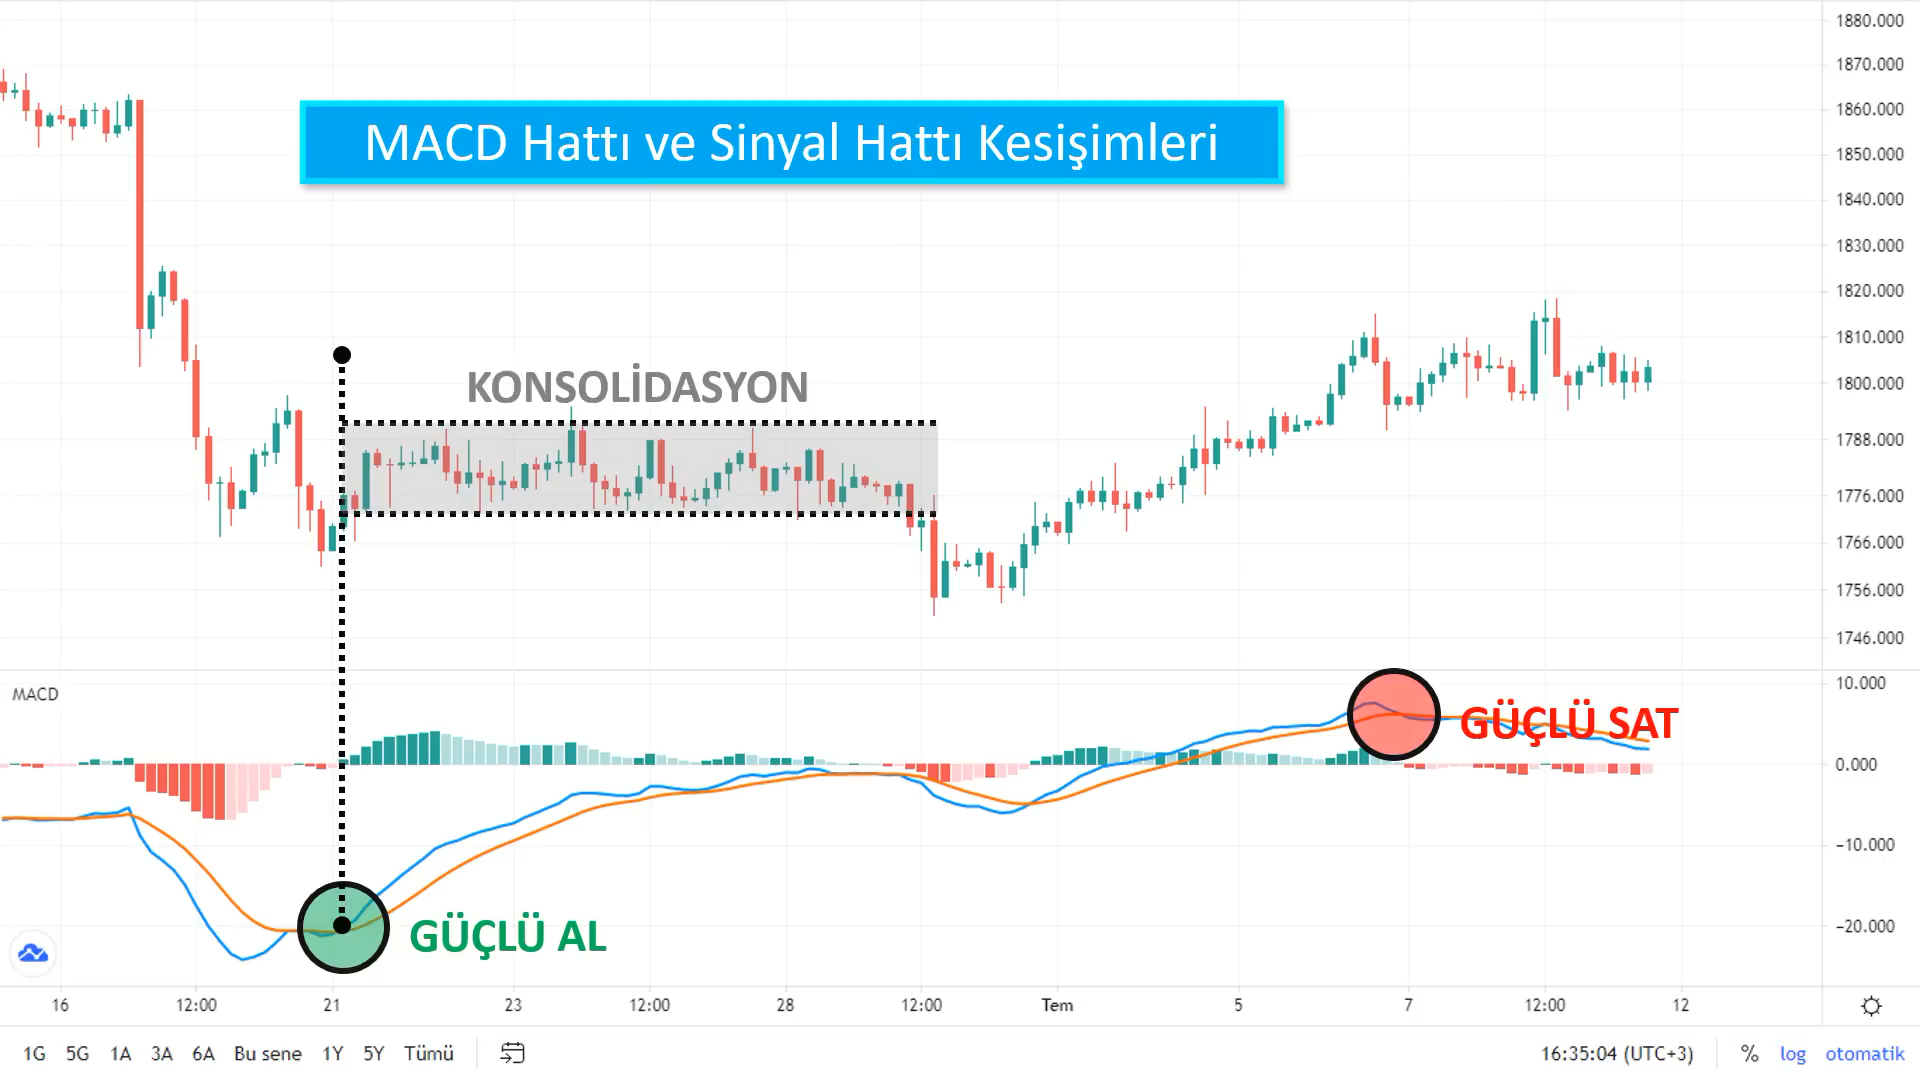 MACD Hattı ve Sinyal Hattı Kesişimleri
KONSOLİDASYON
1880.000
1870.000
1860.000
1850.000
1840.000
1830.000
1820.000
1810.000
1800.000
1788.000
1776.000
1766.000
1756.000
1746.000
MACD
GÜÇLÜ SAT
GÜÇLÜ AL
10.000
0.000
−10.000
−20.000
16 12:00 21 23 12:00 28 12:00 Tem 5 7 12:00 12
1G 5G 1A 3A 6A Bu sene 1Y 5Y Tümü 16:35:04 (UTC+3) % log otomatik